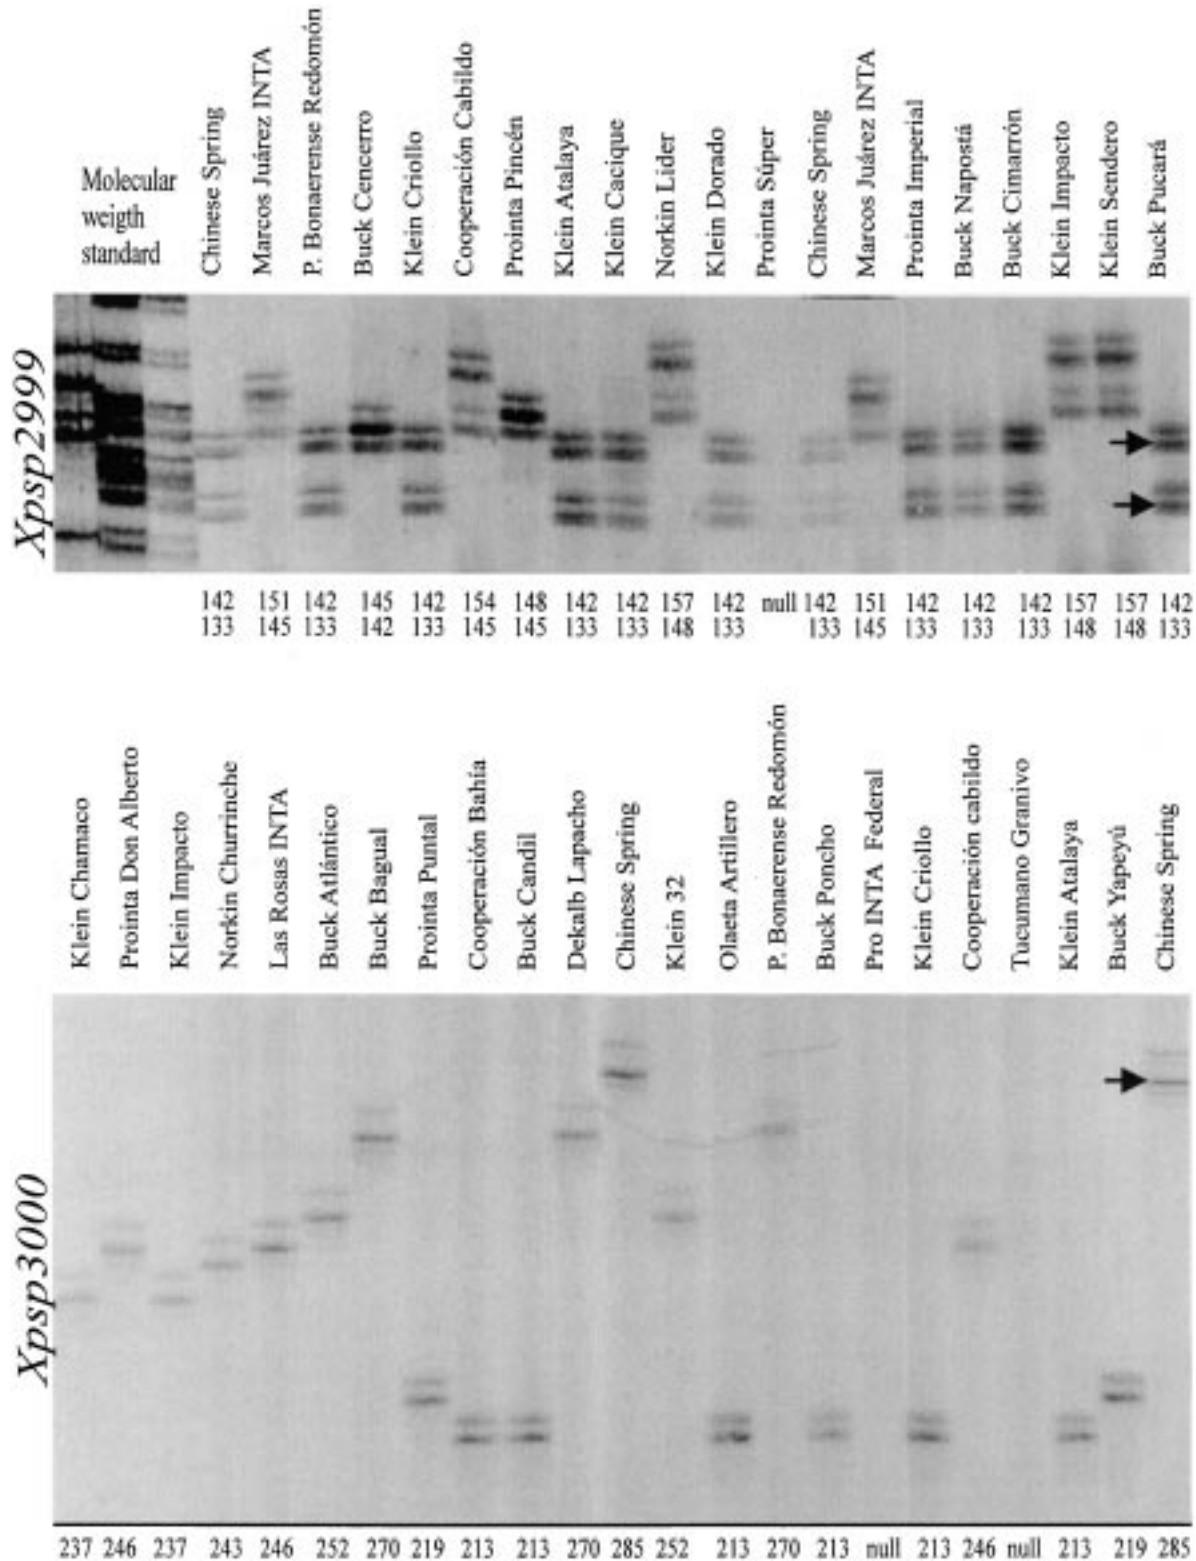 Molecular
weigth
standard
Chinese Spring
Marcos Juárez INTA
P. Bonaerense Redomón
Buck Cencerro
Klein Criollo
Cooperación Cabildo
Prointa Pincén
Klein Atalaya
Klein Cacique
Norkin Lider
Klein Dorado
Prointa Súper
Chinese Spring
Marcos Juárez INTA
Prointa Imperial
Buck Napostá
Buck Cimarrón
Klein Impacto
Klein Sendero
Buck Pucará
Xpsp2999
142 151 142 145 142 154 148 142 142 157 142 null 142 151 142 142 142 157 157 142
133 145 133 142 133 145 145 133 133 148 133 133 145 133 133 133 148 148 133
Klein Chamaco
Prointa Don Alberto
Klein Impacto
Norkin Churrinche
Las Rosas INTA
Buck Atlántico
Buck Bagual
Prointa Puntal
Cooperación Bahía
Buck Candil
Dekalb Lapacho
Chinese Spring
Klein 32
Olaeta Artillero
P. Bonaerense Redomón
Buck Poncho
Pro INTA Federal
Klein Criollo
Cooperación cabildo
Tucumano Granivo
Klein Atalaya
Buck Yapeyú
Chinese Spring
Xpsp3000
237 246 237 243 246 252 270 219 213 213 270 285 252 213 270 213 null 213 246 null 213 219 285